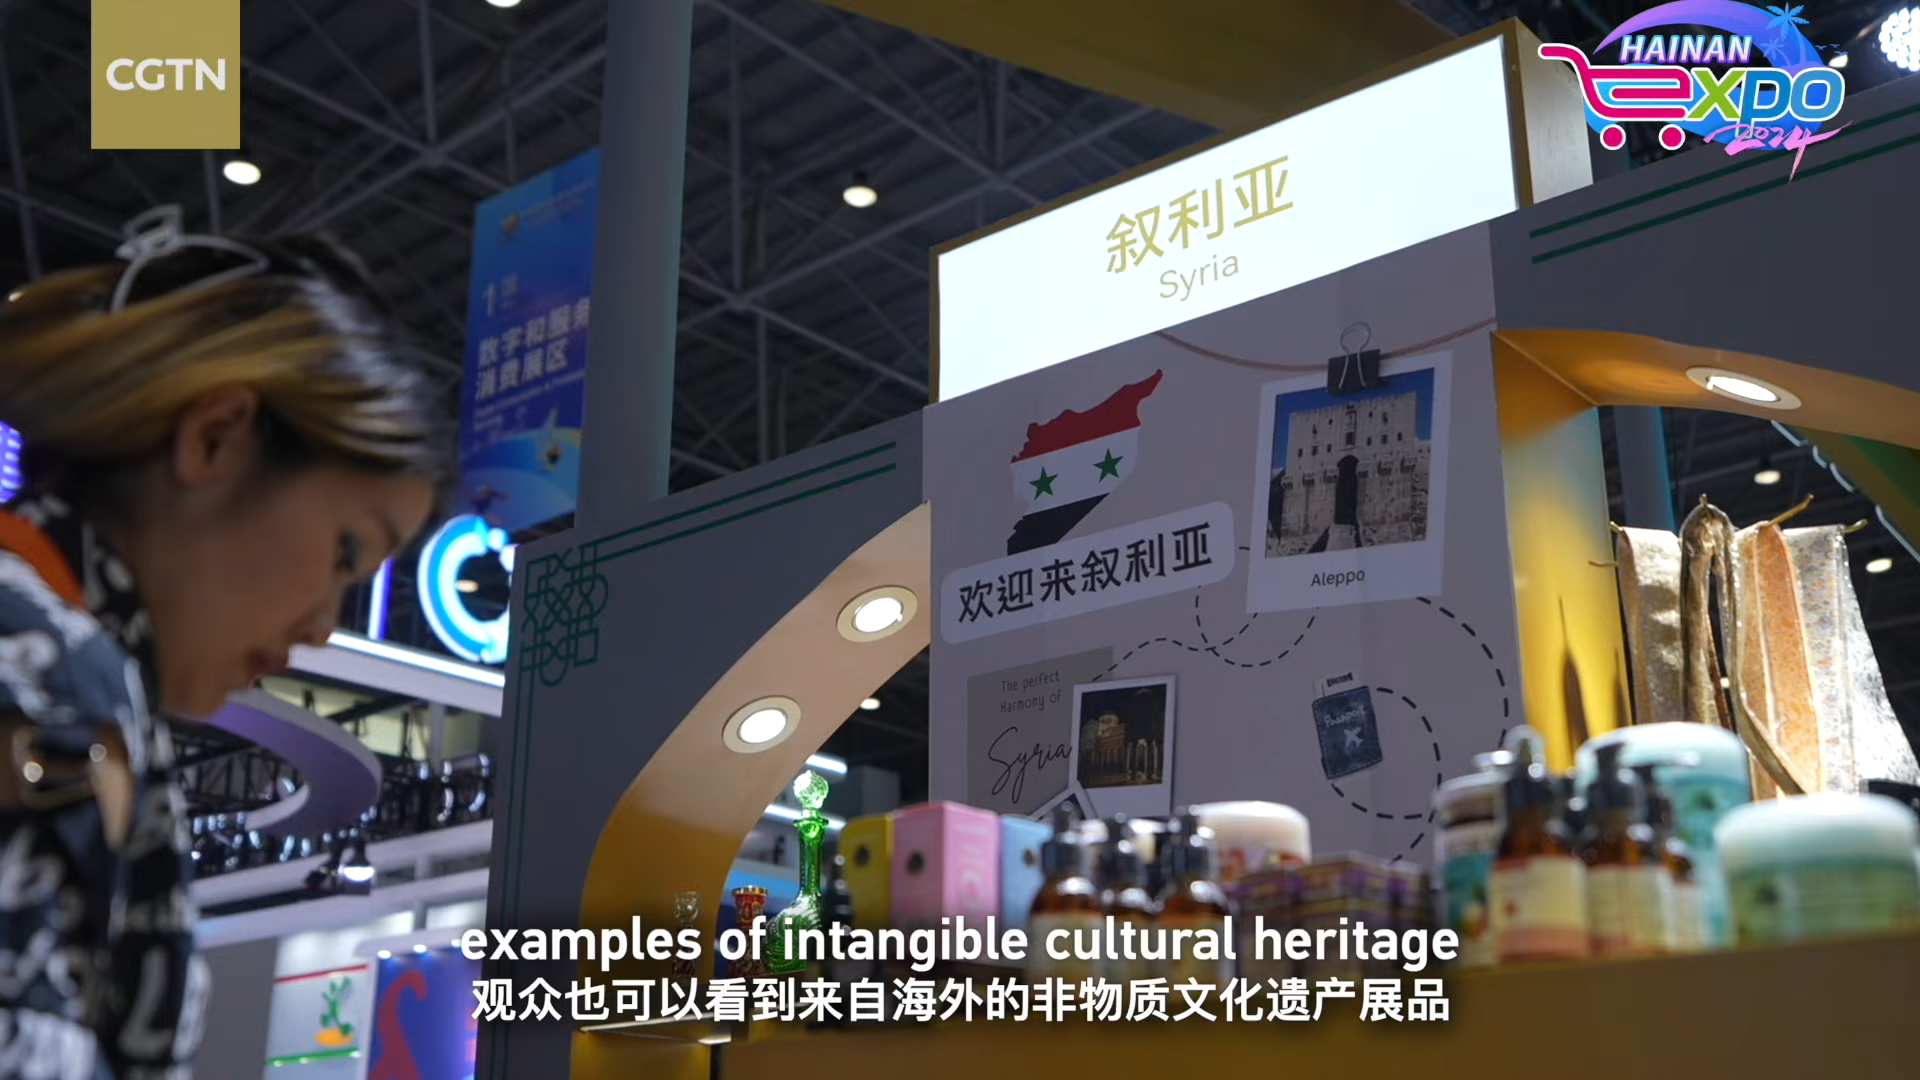 CGTN
HAINAN
EXPO
2024
叙利亚
Syria
数字和服务
消费展区
欢迎来叙利亚
Aleppo
The perfect
Harmony of
Syria
Passport
examples of intangible cultural heritage
观众也可以看到来自海外的非物质文化遗产展品